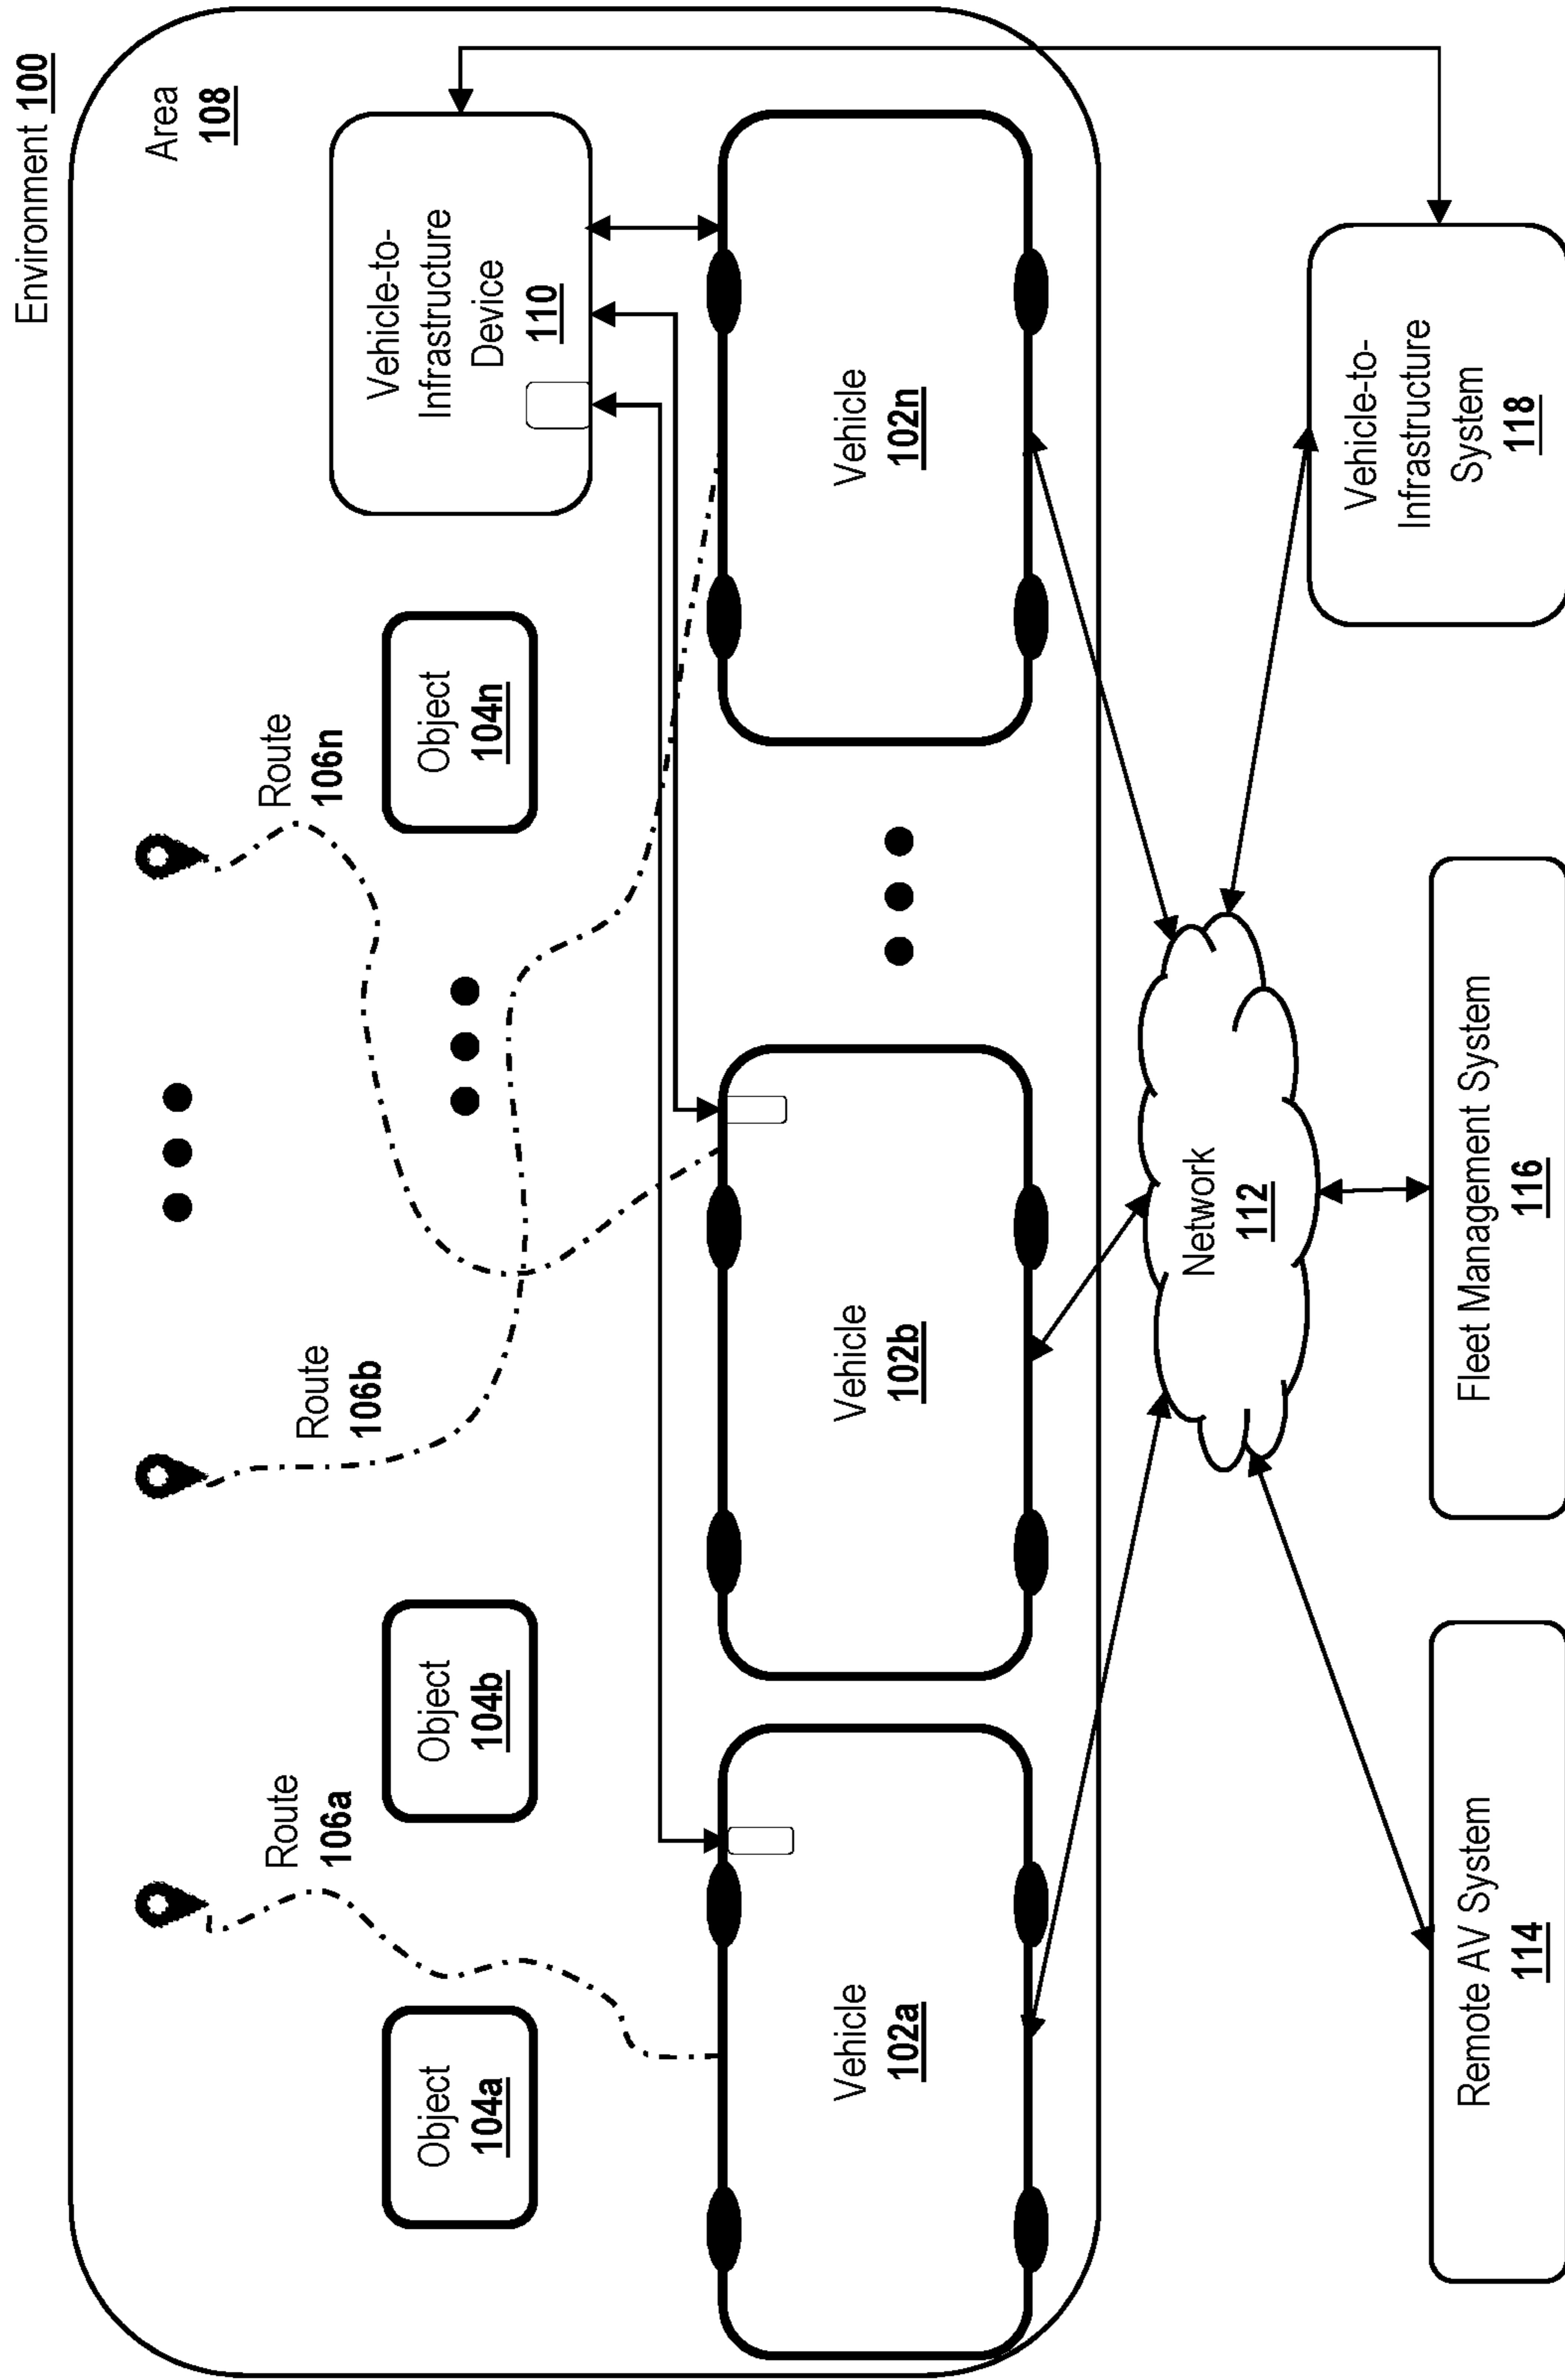 Environment 100
Area
108
Route
106a
Route
106b
Route
106n
Object
104a
Object
104b
Object
104n
Vehicle-to-
Infrastructure
Device
110
Vehicle
102a
Vehicle
102b
Vehicle
102n
Network
112
Vehicle-to-
Infrastructure
System
118
Remote AV System
114
Fleet Management System
116